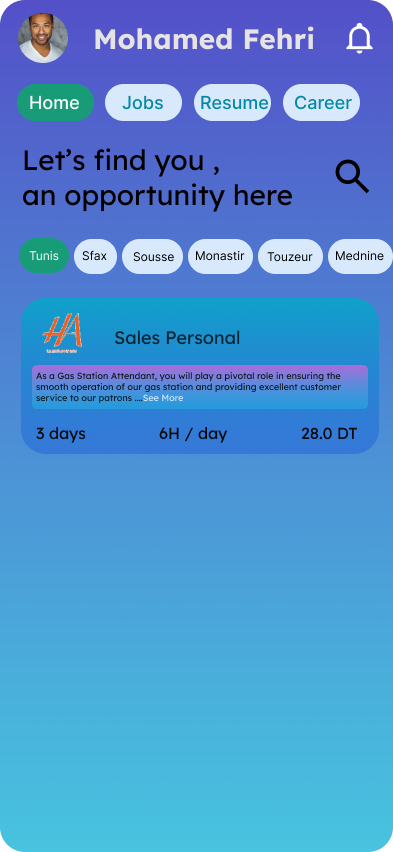 Mohamed Fehri
Home Jobs Resume Career
Let’s find you ,
an opportunity here
Tunis Sfax Sousse Monastir Touzeur Mednine
HA
Sales Personal
As a Gas Station Attendant, you will play a pivotal role in ensuring the
smooth operation of our gas station and providing excellent customer
service to our patrons ....See More
3 days 6H / day 28.0 DT